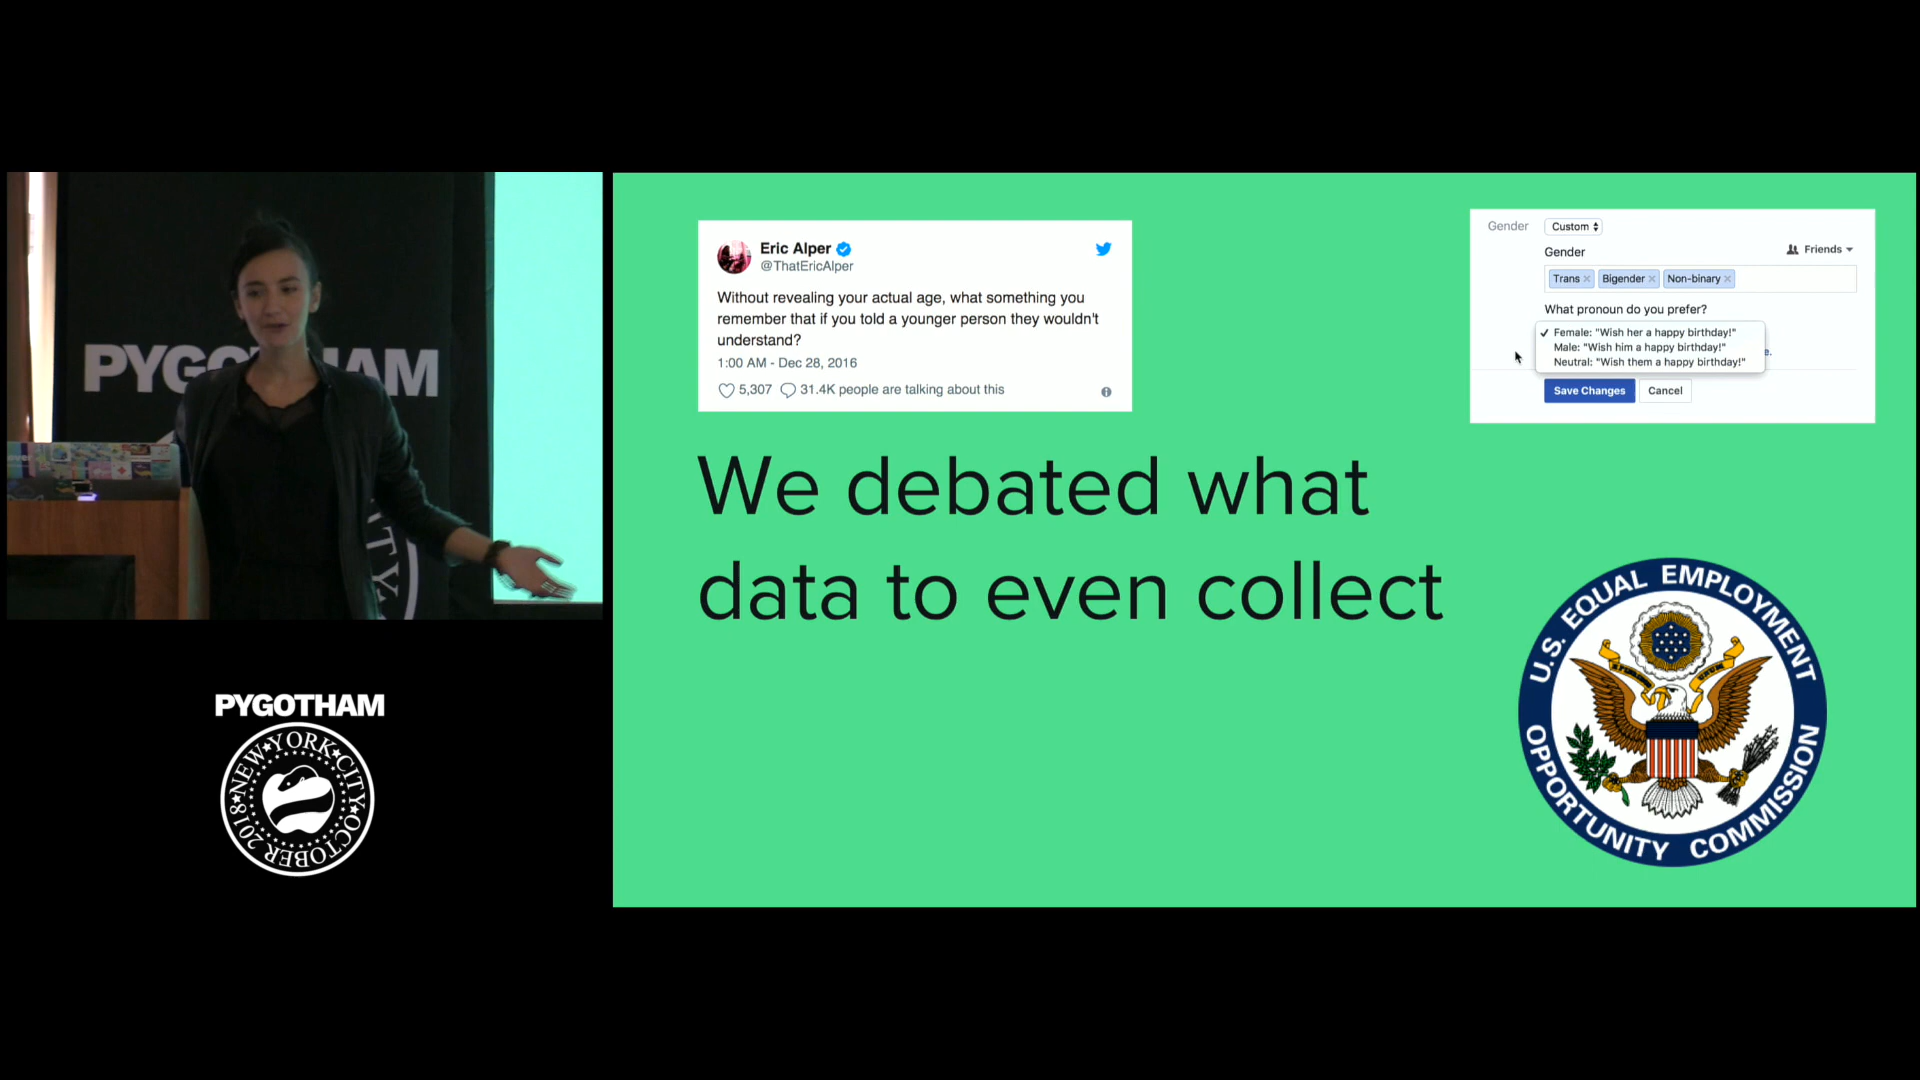 PYGOTHAM
ITY
PYGOTHAM
NEW YORK CITY OCTOBER 2018
Eric Alper
@ThatEricAlper
Without revealing your actual age, what something you
remember that if you told a younger person they wouldn't
understand?
1:00 AM - Dec 28, 2016
5,307 31.4K people are talking about this
Gender Custom
Gender Friends
Trans × Bigender × Non-binary ×
What pronoun do you prefer?
✓ Female: "Wish her a happy birthday!"
Male: "Wish him a happy birthday!"
Neutral: "Wish them a happy birthday!"
Save Changes Cancel
We debated what
data to even collect
U.S. EQUAL EMPLOYMENT
OPPORTUNITY COMMISSION